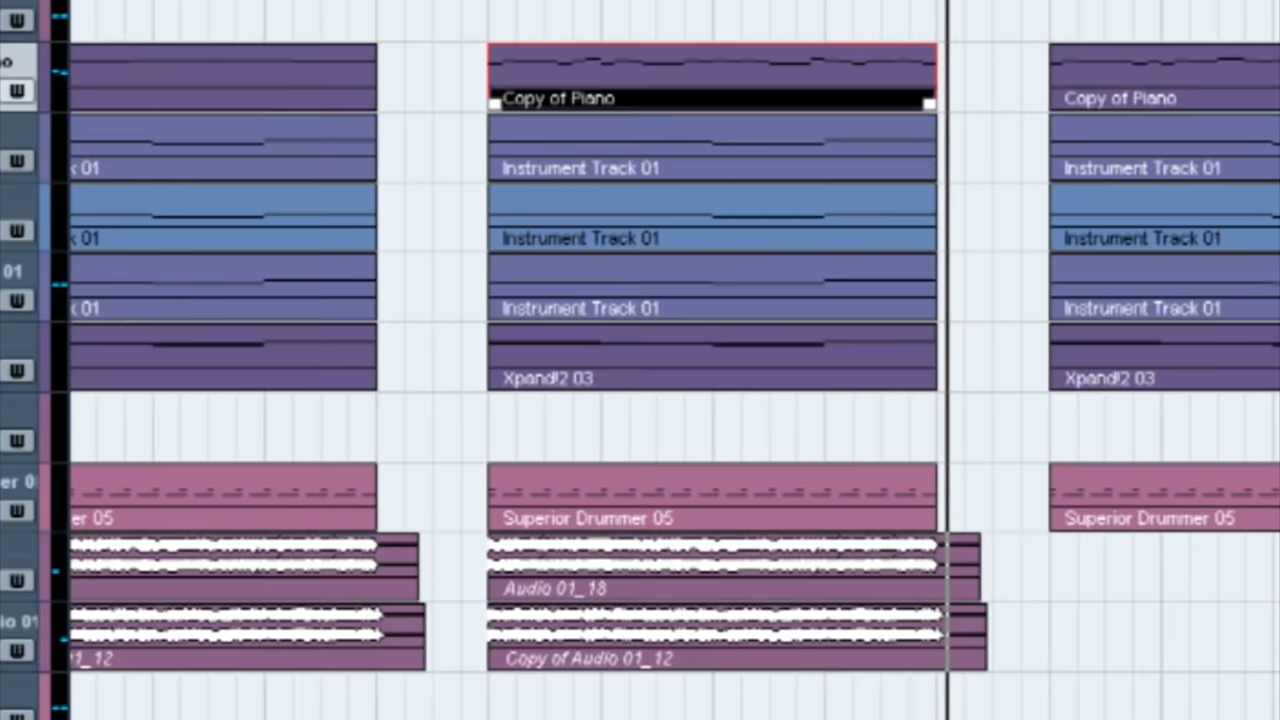 o
Copy of Piano
Copy of Piano
k 01
Instrument Track 01
Instrument Track 01
k 01
Instrument Track 01
Instrument Track 01
01
k 01
Instrument Track 01
Instrument Track 01
Xpand!2 03
Xpand!2 03
er 0
er 05
Superior Drummer 05
Superior Drummer 05
Audio 01_18
io 01
1_12
Copy of Audio 01_12